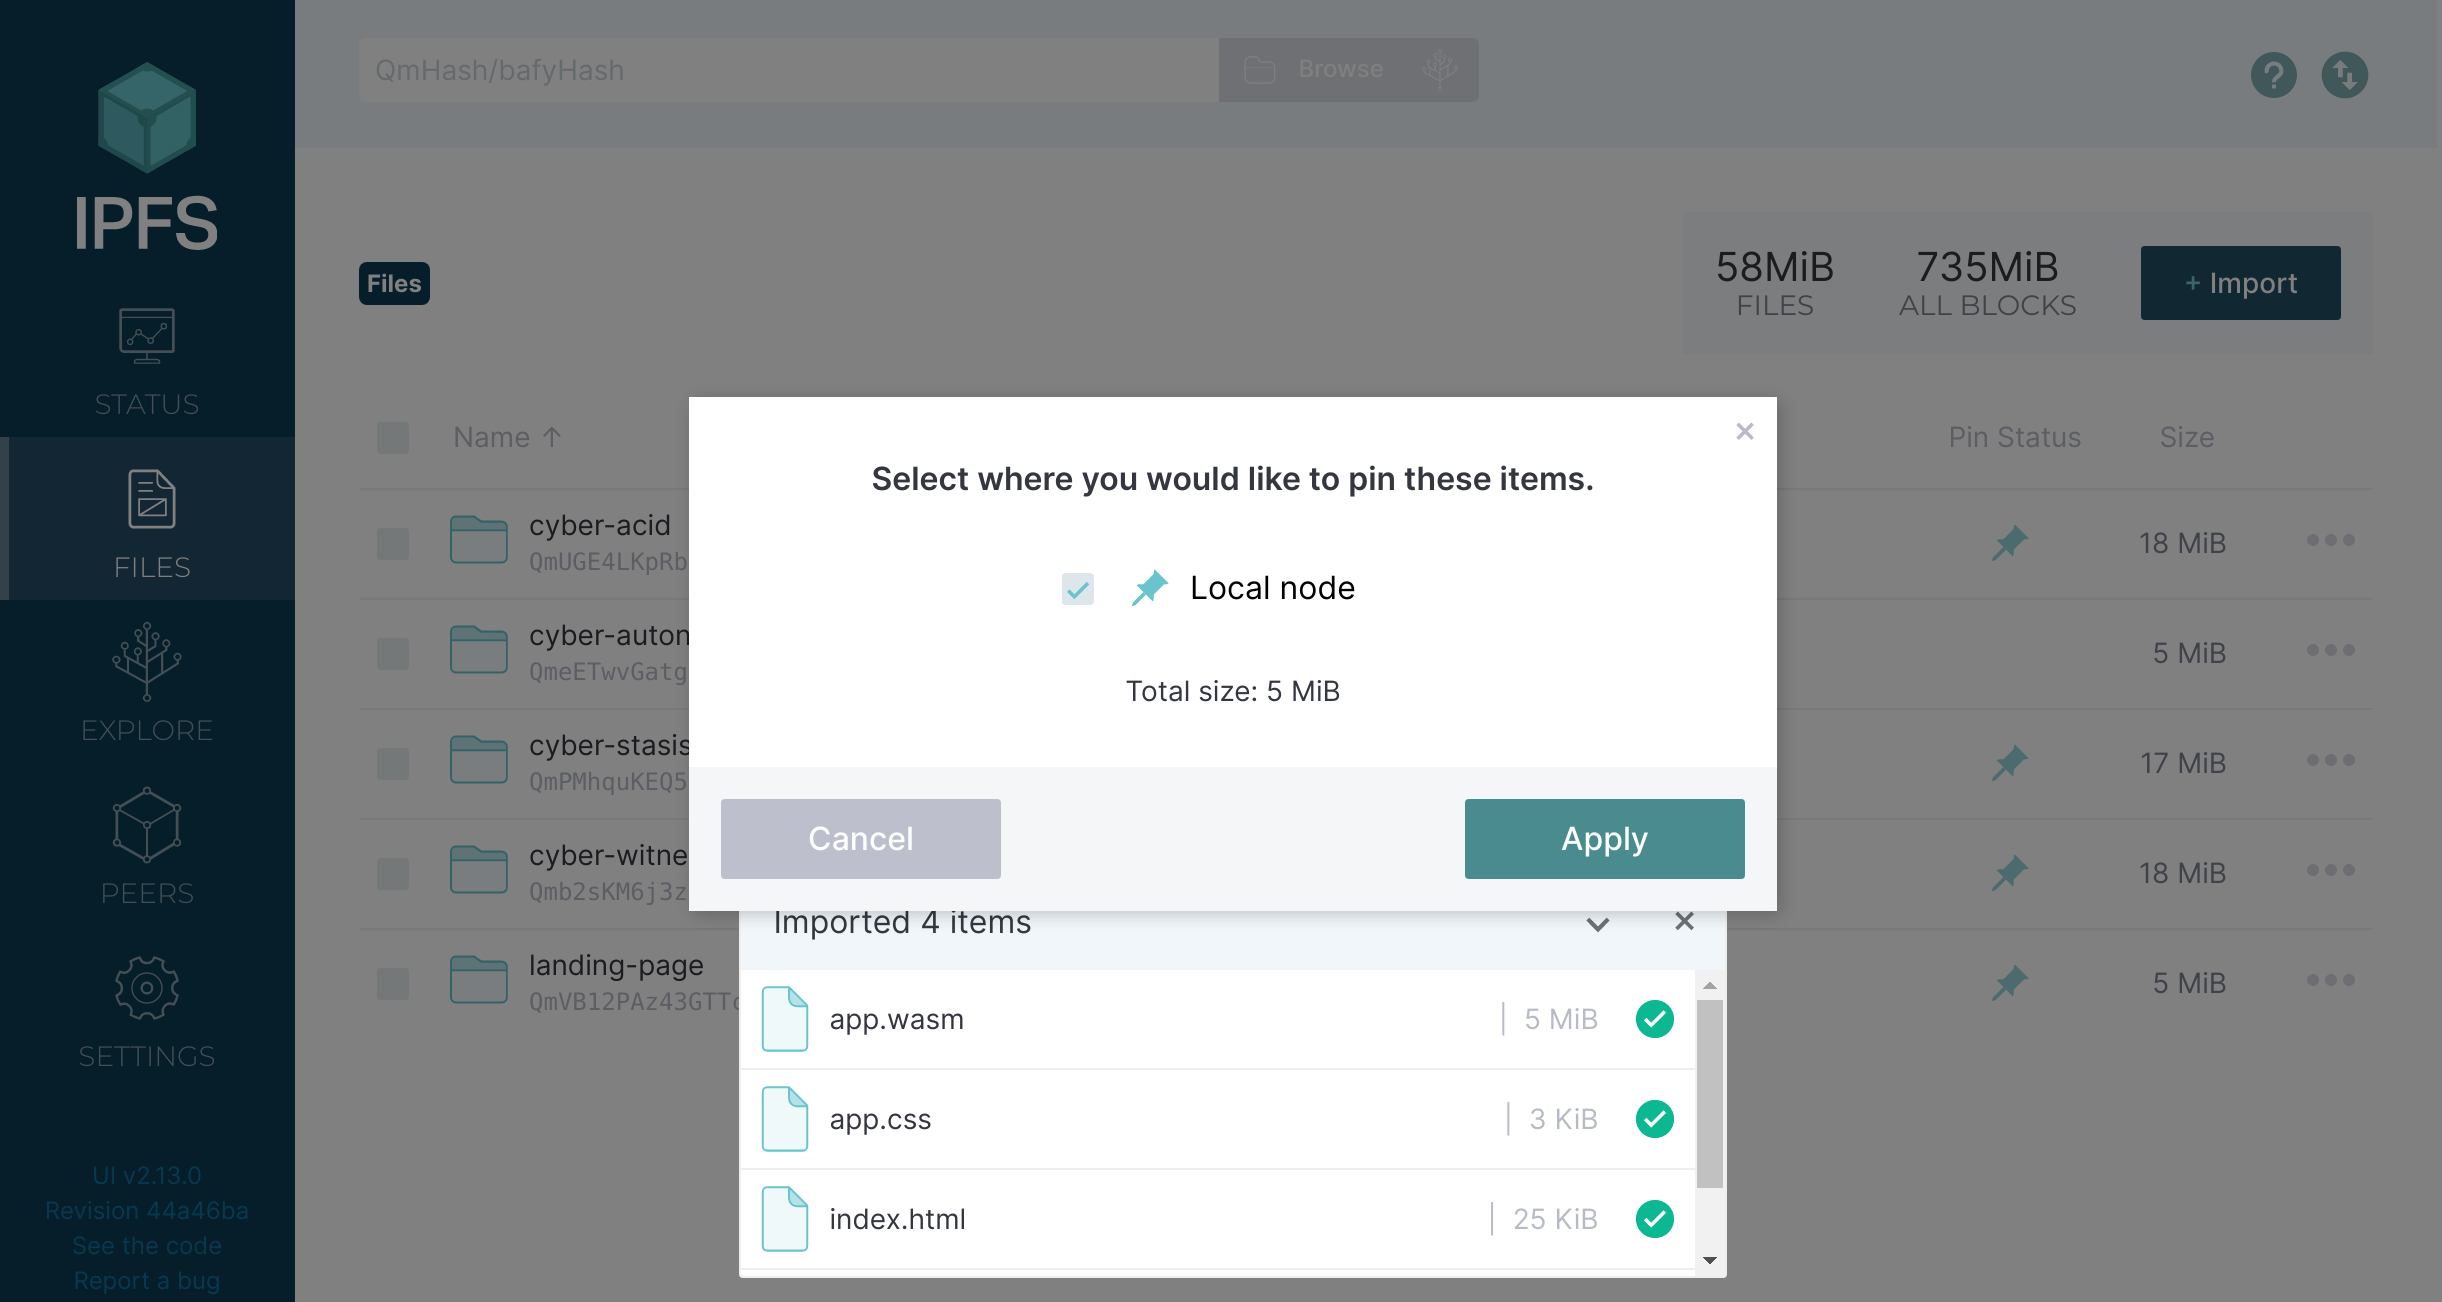 IPFS
STATUS
FILES
EXPLORE
PEERS
SETTINGS
UI v2.13.0
Revision 44a46ba
See the code
Report a bug
QmHash/bafyHash
Browse
?
Files
58MiB
FILES
735MiB
ALL BLOCKS
+ Import
Name ↑
Pin Status
Size
cyber-acid
QmUGE4LKpRb
18 MiB
cyber-auton
QmeETwvGatg
5 MiB
cyber-stasis
QmPMhquKEQ5
17 MiB
cyber-witne
Qmb2sKM6j3z
18 MiB
landing-page
QmVB12PAz43GTTc
5 MiB
Select where you would like to pin these items.
Local node
Total size: 5 MiB
Cancel
Apply
Imported 4 items
app.wasm
5 MiB
app.css
3 KiB
index.html
25 KiB